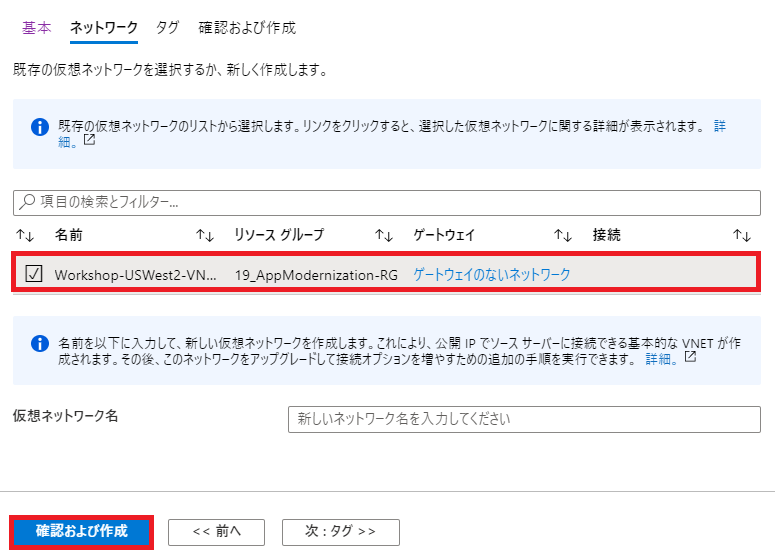 基本 ネットワーク タグ 確認および作成
既存の仮想ネットワークを選択するか、新しく作成します。
既存の仮想ネットワークのリストから選択します。リンクをクリックすると、選択した仮想ネットワークに関する詳細が表示されます。 詳
細。
項目の検索とフィルター...
名前 リソース グループ ゲートウェイ 接続
Workshop-USWest2-VN... 19_AppModernization-RG ゲートウェイのないネットワーク
名前を以下に入力して、新しい仮想ネットワークを作成します。これにより、公開 IP でソース サーバーに接続できる基本的な VNET が作
成されます。その後、このネットワークをアップグレードして接続オプションを増やすための追加の手順を実行できます。 詳細。
仮想ネットワーク名 新しいネットワーク名を入力してください
確認および作成 << 前へ 次 : タグ >>